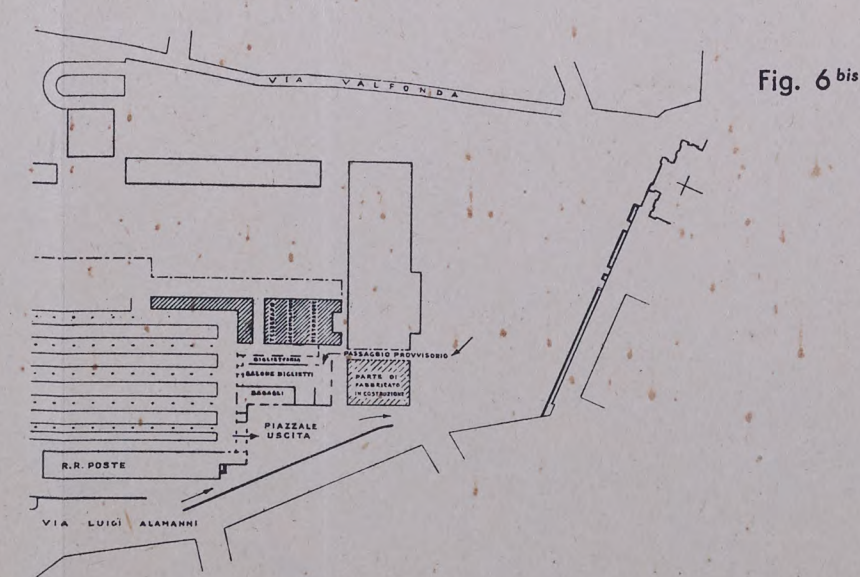 VIA VALFONDA
Fig. 6 bis
BIGLIETTERIA
PASSAGGIO PROVVISORIO
SALONE BIGLIETTI
PARTE DI
FABBRICATO
IN COSTRUZIONE
BAGAGLI
PIAZZALE
USCITA
R.R. POSTE
VIA LUIGI ALAMANNI